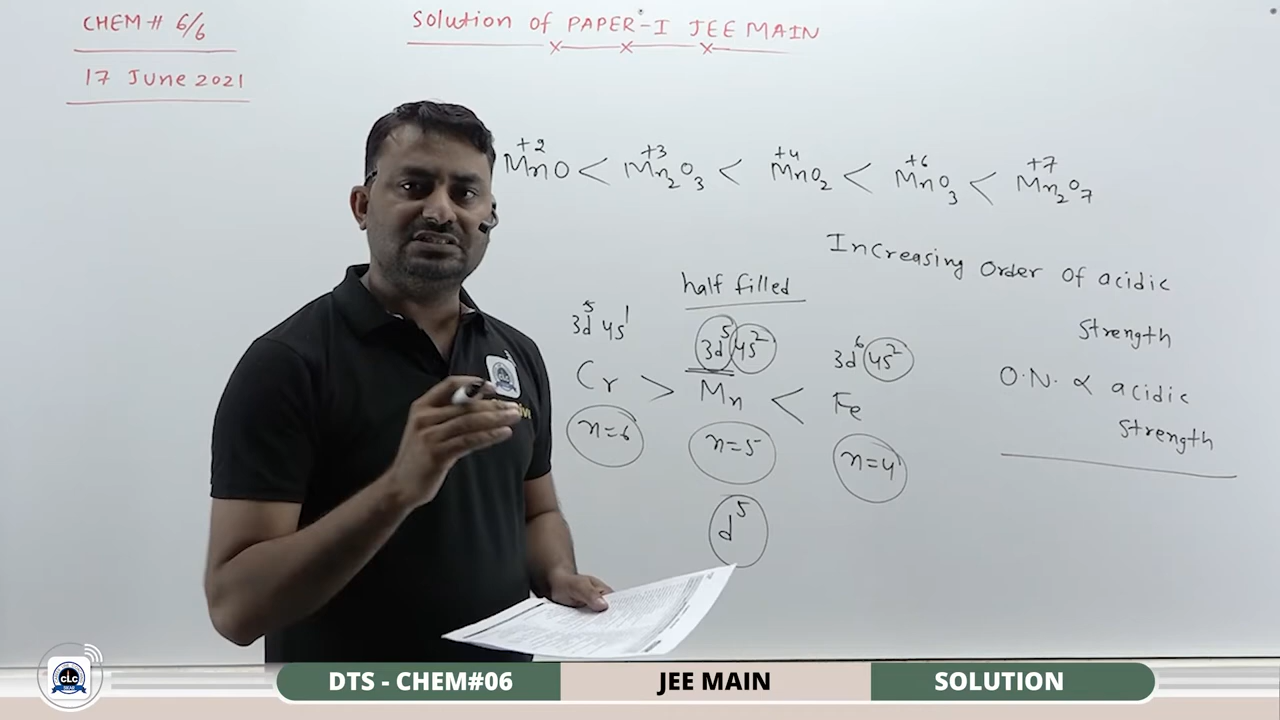 CHEM # 6/6
17 June 2021
Solution of PAPER-I JEE MAIN
+2 +3 +4 +6 +7
MnO < Mn₂O₃ < MnO₂ < MnO₃ < Mn₂O₇
Increasing Order of acidic
Strength
half filled
3d⁵ 4s¹ 3d⁵ 4s² 3d⁶ 4s²
Cr > Mn < Fe
n=6 n=5 n=4
d⁵
O.N. ∝ acidic
Strength
CLC
DTS - CHEM#06
JEE MAIN
SOLUTION